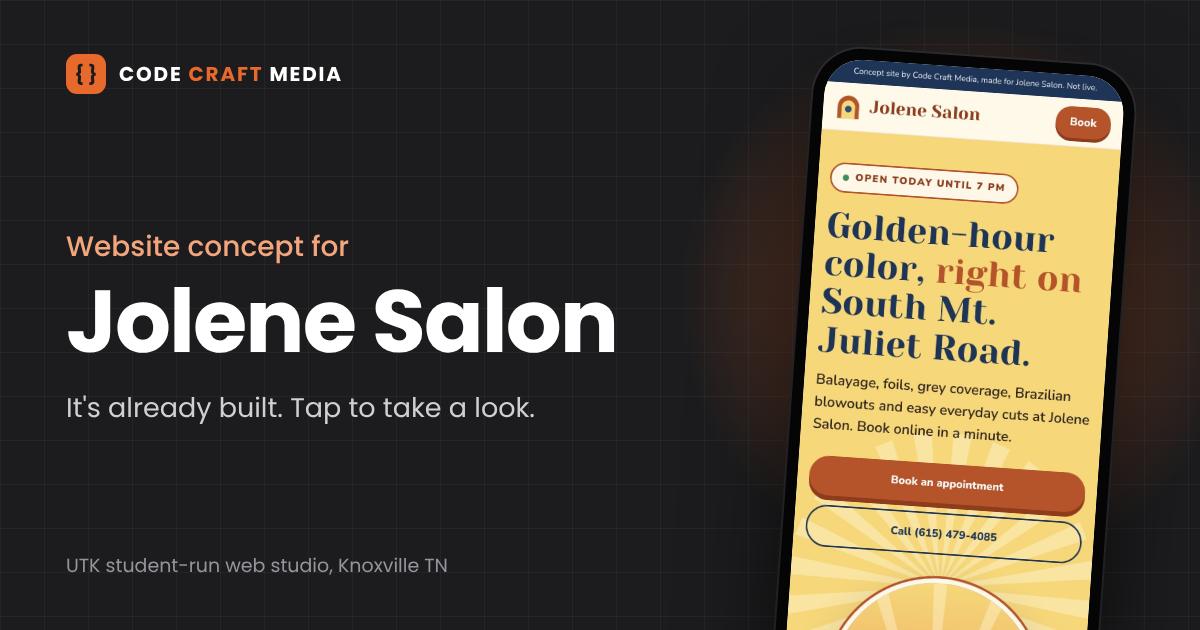 { } CODE CRAFT MEDIA
Website concept for
Jolene Salon
It's already built. Tap to take a look.
UTK student-run web studio, Knoxville TN
Concept site by Code Craft Media, made for Jolene Salon. Not live.
Jolene Salon
Book
OPEN TODAY UNTIL 7 PM
Golden-hour
color, right on
South Mt.
Juliet Road.
Balayage, foils, grey coverage, Brazilian
blowouts and easy everyday cuts at Jolene
Salon. Book online in a minute.
Book an appointment
Call (615) 479-4085